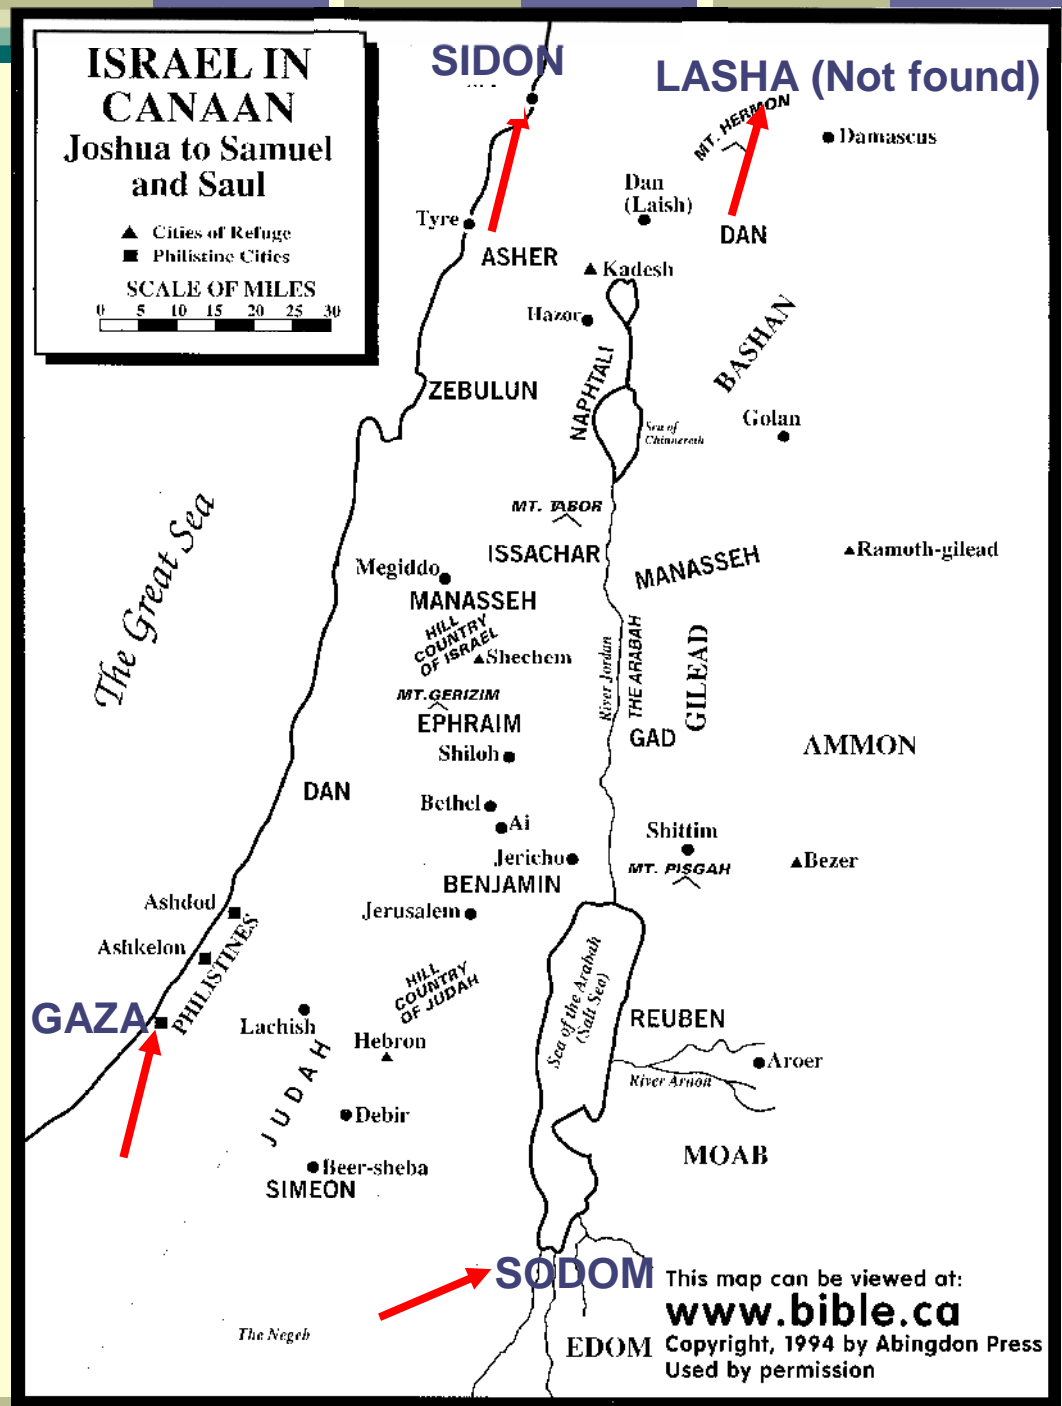 ISRAEL IN
CANAAN
Joshua to Samuel
and Saul
Cities of Refuge
Philistine Cities
SCALE OF MILES
0 5 10 15 20 25 30
SIDON
LASHA (Not found)
MT. HERMON
Damascus
Dan
(Laish)
Tyre
DAN
ASHER
Kadesh
Hazor
BASHAN
NAPHTALI
ZEBULUN
Golan
Sea of
Chinnereth
The Great Sea
MT. TABOR
ISSACHAR
MANASSEH
Ramoth-gilead
Megiddo
MANASSEH
HILL
COUNTRY
OF ISRAEL
Shechem
River Jordan
THE ARABAH
GILEAD
MT.GERIZIM
EPHRAIM
GAD
AMMON
Shiloh
DAN
Bethel
Ai
Shittim
Jericho
MT. PISGAH
Bezer
BENJAMIN
Ashdod
Jerusalem
Ashkelon
PHILISTINES
HILL
COUNTRY
OF JUDAH
Sea of the Arabah
(Salt Sea)
GAZA
Lachish
REUBEN
Hebron
JUDAH
Aroer
River Arnon
Debir
MOAB
Beer-sheba
SIMEON
SODOM
This map can be viewed at:
www.bible.ca
The Negeb
EDOM
Copyright, 1994 by Abingdon Press
Used by permission